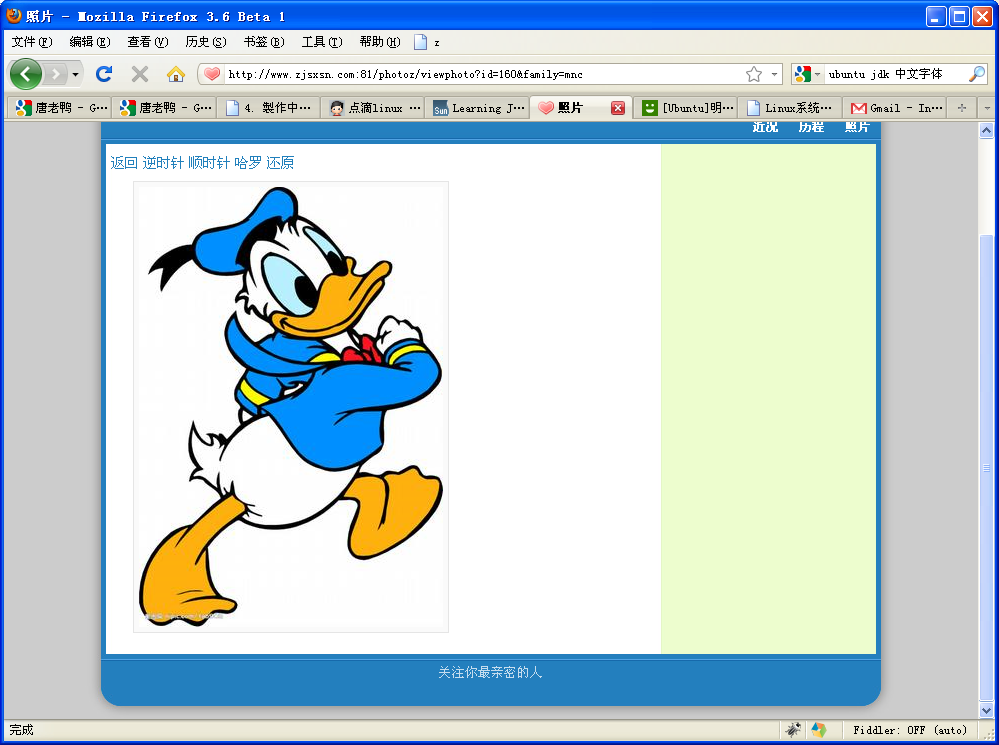 照片 - Mozilla Firefox 3.6 Beta 1
文件(F) 编辑(E) 查看(V) 历史(S) 书签(B) 工具(T) 帮助(H) z
http://www.zjsxsn.com:81/photoz/viewphoto?id=160&family=mnc
ubuntu jdk 中文字体
唐老鸭 - G…
唐老鸭 - G…
4. 製作中…
点滴linux …
Sun Learning J…
照片
[Ubuntu]明…
Linux系统…
Gmail - In…
近况 历程 照片
返回 逆时针 顺时针 哈罗 还原
关注你最亲密的人
完成
Fiddler: OFF (auto)